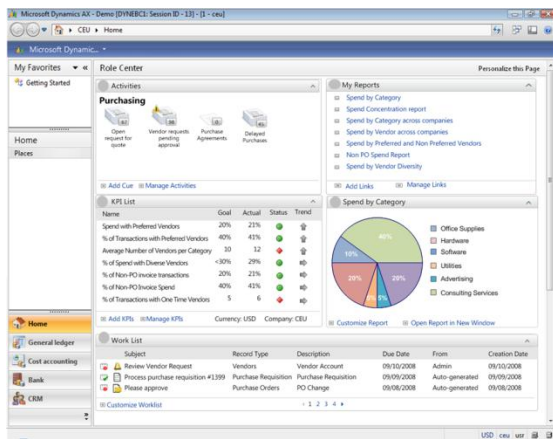 Microsoft Dynamics AX - Demo [DYNEBC1: Session ID - 13] - [1 - ceu]
CEU ▸ Home
Microsoft Dynamic...
My Favorites
Getting Started
Home
Places
Home
General ledger
Cost accounting
Bank
CRM
Role Center
Personalize this Page
Activities
Purchasing
Open request for quote
Vendor requests pending approval
Purchase Agreements
Delayed Purchases
Add Cue
Manage Activities
My Reports
Spend by Category
Spend Concentration report
Spend by Category across companies
Spend by Vendor across companies
Spend by Preferred and Non Preferred Vendors
Non PO Spend Report
Spend by Vendor Diversity
Add Links
Manage Links
KPI List
Name Goal Actual Status Trend
Spend with Preferred Vendors 20% 21%
% of Transactions with Preferred Vendors 40% 41%
Average Number of Vendors per Category 10 12
% of Spend with Diverse Vendors <30% 29%
% of Non-PO invoice transactions 20% 21%
% of Non-PO Invoice Spend 40% 41%
% of Transactions with One Time Vendors 5 6
Add KPIs Manage KPIs Currency: USD Company: CEU
Spend by Category
Office Supplies
Hardware
Software
Utilities
Advertising
Consulting Services
Customize Report
Open Report in New Window
Work List
Subject Record Type Description Due Date From Creation Date
Review Vendor Request Vendors Vendor Account 09/10/2008 Admin 09/10/2008
Process purchase requisition #1399 Purchase Requisition Purchase Requisition 09/09/2008 Auto-generated 09/09/2008
Please approve Purchase Orders PO Change 09/08/2008 Auto-generated 09/08/2008
Customize Worklist
1 2 3 4
USD ceu usr